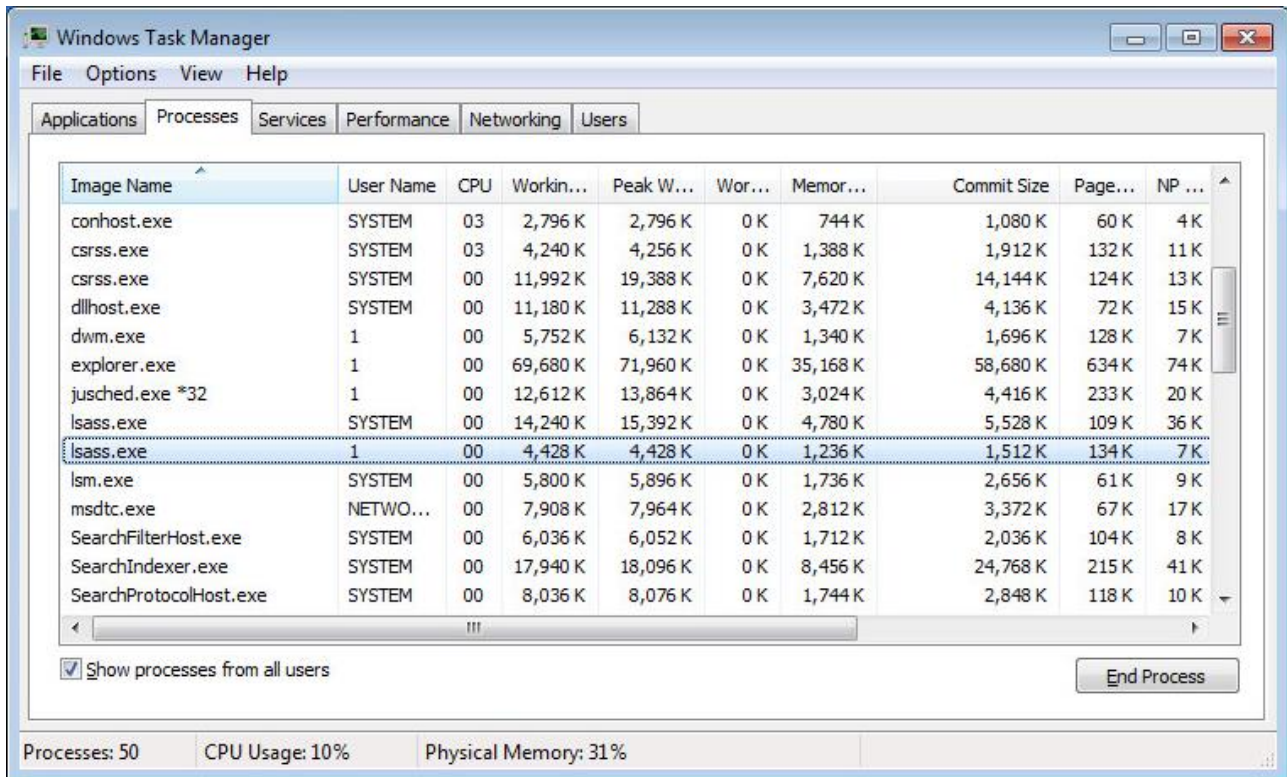 Windows Task Manager
File Options View Help
Applications Processes Services Performance Networking Users
Image Name User Name CPU Workin... Peak W... Wor... Memor... Commit Size Page... NP ...
conhost.exe SYSTEM 03 2,796 K 2,796 K 0 K 744 K 1,080 K 60 K 4 K
csrss.exe SYSTEM 03 4,240 K 4,256 K 0 K 1,388 K 1,912 K 132 K 11 K
csrss.exe SYSTEM 00 11,992 K 19,388 K 0 K 7,620 K 14,144 K 124 K 13 K
dllhost.exe SYSTEM 00 11,180 K 11,288 K 0 K 3,472 K 4,136 K 72 K 15 K
dwm.exe 1 00 5,752 K 6,132 K 0 K 1,340 K 1,696 K 128 K 7 K
explorer.exe 1 00 69,680 K 71,960 K 0 K 35,168 K 58,680 K 634 K 74 K
jusched.exe *32 1 00 12,612 K 13,864 K 0 K 3,024 K 4,416 K 233 K 20 K
lsass.exe SYSTEM 00 14,240 K 15,392 K 0 K 4,780 K 5,528 K 109 K 36 K
lsass.exe 1 00 4,428 K 4,428 K 0 K 1,236 K 1,512 K 134 K 7 K
lsm.exe SYSTEM 00 5,800 K 5,896 K 0 K 1,736 K 2,656 K 61 K 9 K
msdtc.exe NETWO... 00 7,908 K 7,964 K 0 K 2,812 K 3,372 K 67 K 17 K
SearchFilterHost.exe SYSTEM 00 6,036 K 6,052 K 0 K 1,712 K 2,036 K 104 K 8 K
SearchIndexer.exe SYSTEM 00 17,940 K 18,096 K 0 K 8,456 K 24,768 K 215 K 41 K
SearchProtocolHost.exe SYSTEM 00 8,036 K 8,076 K 0 K 1,744 K 2,848 K 118 K 10 K
Show processes from all users
End Process
Processes: 50 CPU Usage: 10% Physical Memory: 31%